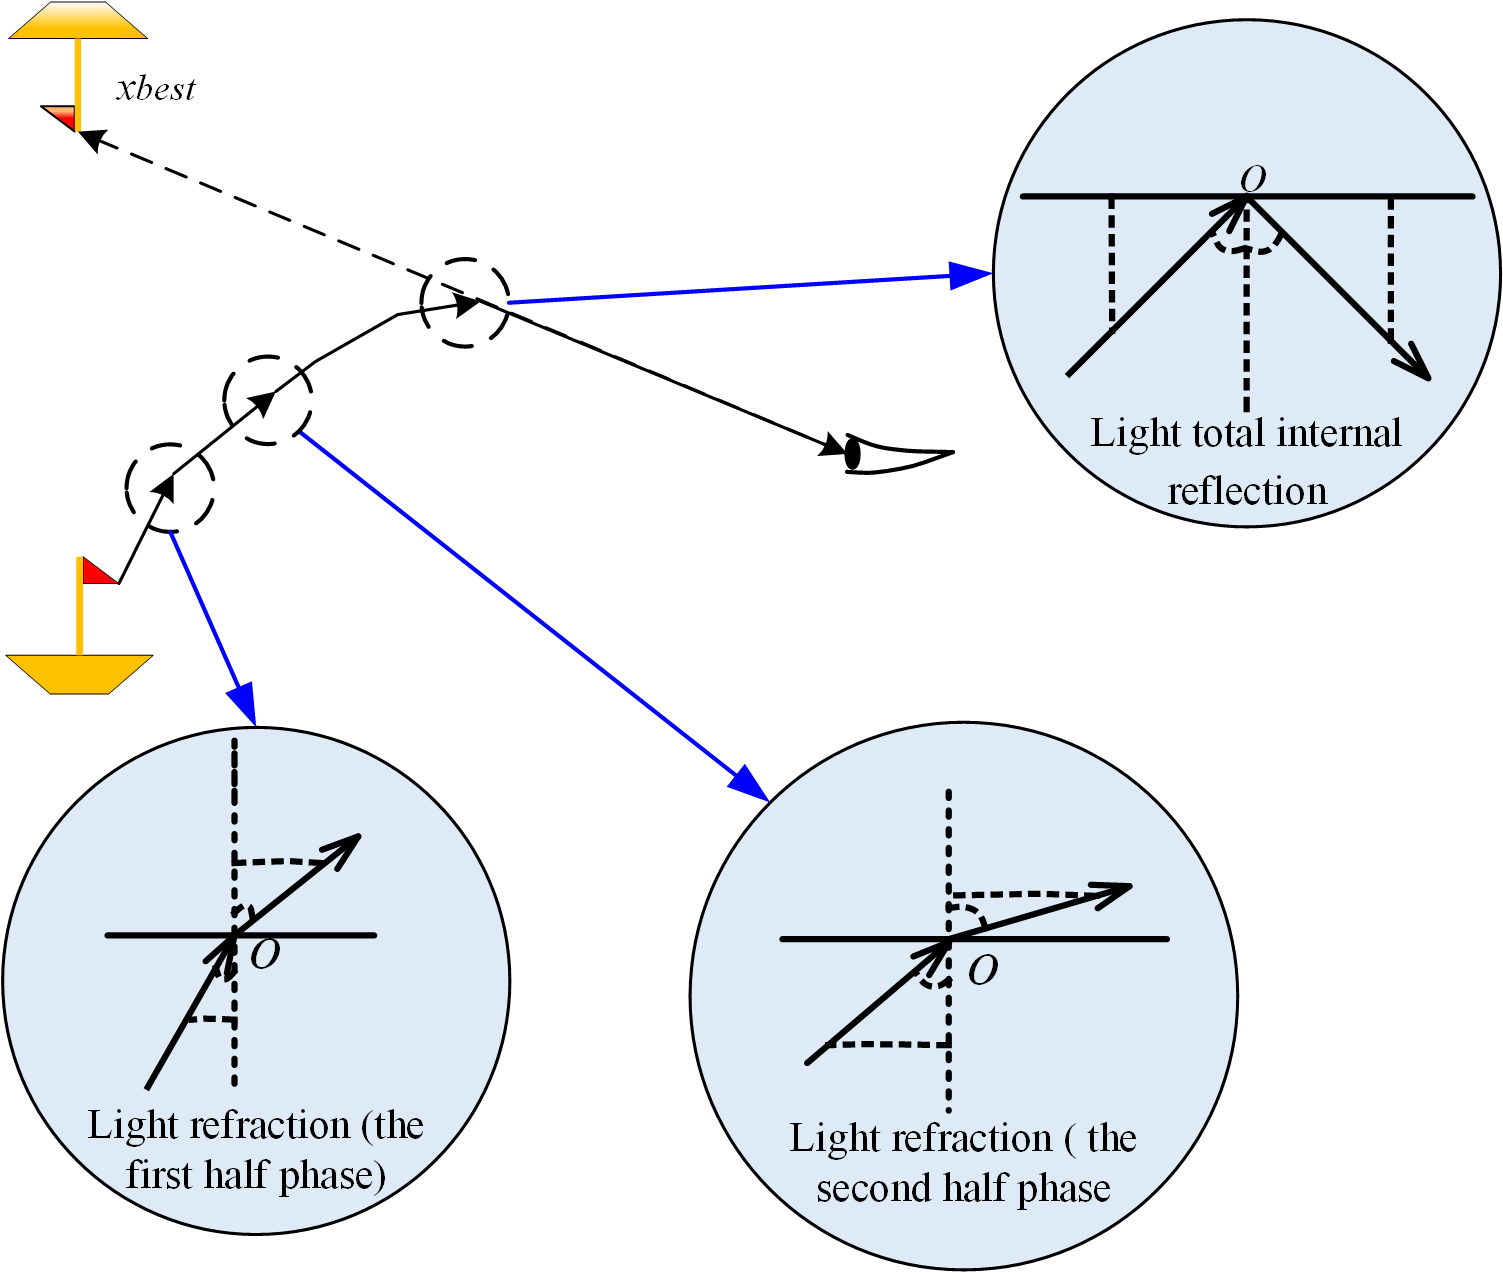 xbest
O
Light total internal
reflection
O
Light refraction (the
first half phase)
O
Light refraction ( the
second half phase